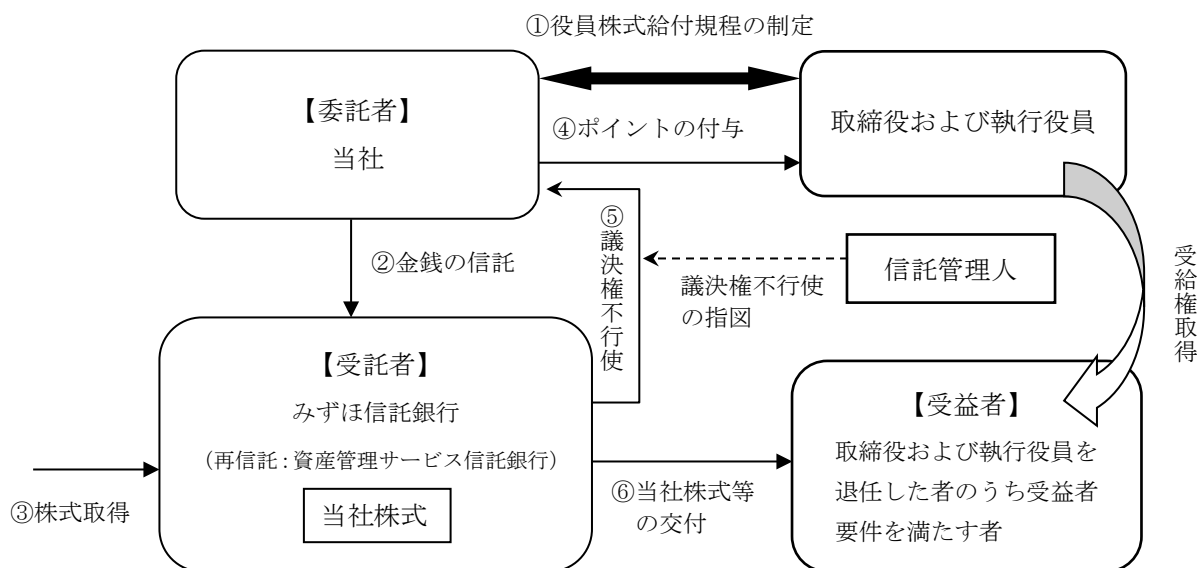 ①役員株式給付規程の制定
【委託者】
当社
取締役および執行役員
④ポイントの付与
⑤議決権不行使
②金銭の信託
信託管理人
議決権不行使
の指図
受給権取得
【受託者】
みずほ信託銀行
(再信託:資産管理サービス信託銀行)
当社株式
③株式取得
⑥当社株式等
の交付
【受益者】
取締役および執行役員を
退任した者のうち受益者
要件を満たす者